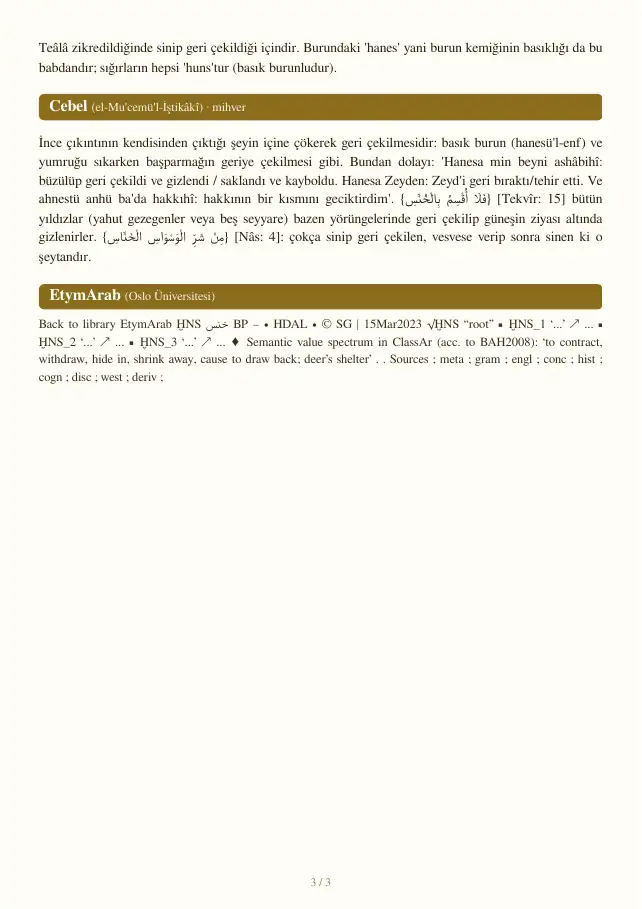 Teâlâ zikredildiğinde sinip geri çekildiği içindir. Burundaki 'hanes' yani burun kemiğinin basıklığı da bu
babdandır; sığırların hepsi 'huns'tur (basık burunludur).
Cebel (el-Mu'cemü'l-İştikâkî) · mihver
İnce çıkıntının kendisinden çıktığı şeyin içine çökerek geri çekilmesidir: basık burun (hanesü'l-enf) ve
yumruğu sıkarken başparmağın geriye çekilmesi gibi. Bundan dolayı: 'Hanesa min beyni ashâbihî:
büzülüp geri çekildi ve gizlendi / saklandı ve kayboldu. Hanesa Zeyden: Zeyd'i geri bıraktı/tehir etti. Ve
ahnestü anhü ba'da hakkıhî: hakkının bir kısmını geciktirdim'. {فَلَآ أُقۡسِمُ بِٱلۡخُنَّسِ} [Tekvîr: 15] bütün
yıldızlar (yahut gezegenler veya beş seyyare) bazen yörüngelerinde geri çekilip güneşin ziyası altında
gizlenirler. {مِنْ شَرِّ الْوَسْوَاسِ الْخَنَّاسِ} [Nâs: 4]: çokça sinip geri çekilen, vesvese verip sonra sinen ki o
şeytandır.
EtymArab (Oslo Üniversitesi)
Back to library EtymArab ḪNS خنس BP – • HDAL • © SG | 15Mar2023 √ḪNS “root” ▪ ḪNS_1 ‘...’ ↗ ... ▪
ḪNS_2 ‘...’ ↗ ... ▪ ḪNS_3 ‘...’ ↗ ... ♦ Semantic value spectrum in ClassAr (acc. to BAH2008): ‘to contract,
withdraw, hide in, shrink away, cause to draw back; deer’s shelter’ . . Sources ; meta ; gram ; engl ; conc ; hist ;
cogn ; disc ; west ; deriv ;
3 / 3